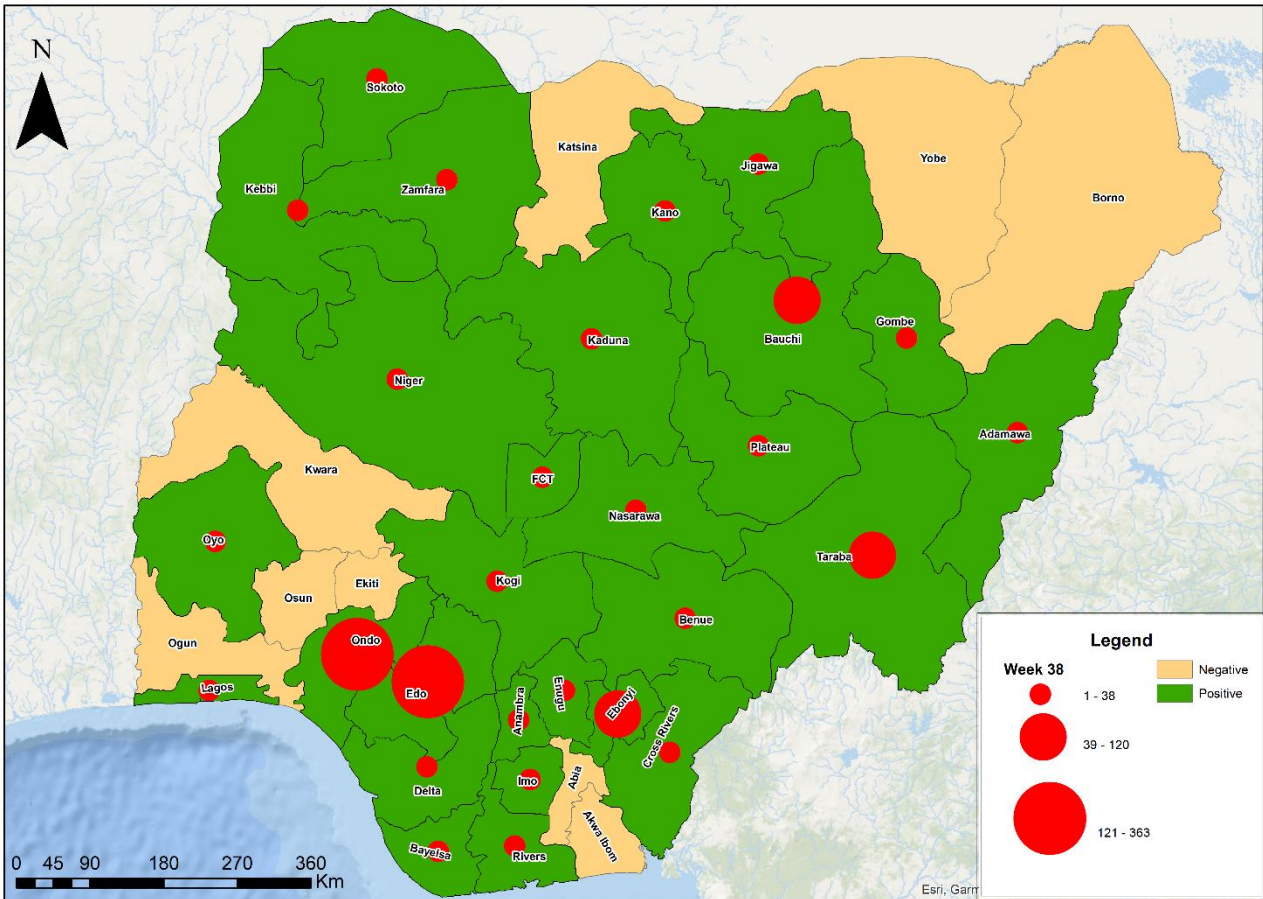 N
Sokoto
Katsina
Jigawa
Yobe
Zamfara
Kebbi
Borno
Kano
Gombe
Kaduna
Bauchi
Niger
Adamawa
Plateau
Kwara
FCT
Nasarawa
Oyo
Taraba
Kogi
Ekiti
Osun
Benue
Ondo
Ogun
Edo
Lagos
Anambra
Enugu
Ebonyi
Cross Rivers
Imo
Abia
Delta
Akwa Ibom
Bayelsa
Rivers
Legend
Week 38
1 - 38
39 - 120
121 - 363
Negative
Positive
0 45 90 180 270 360
Km
Esri, Garm